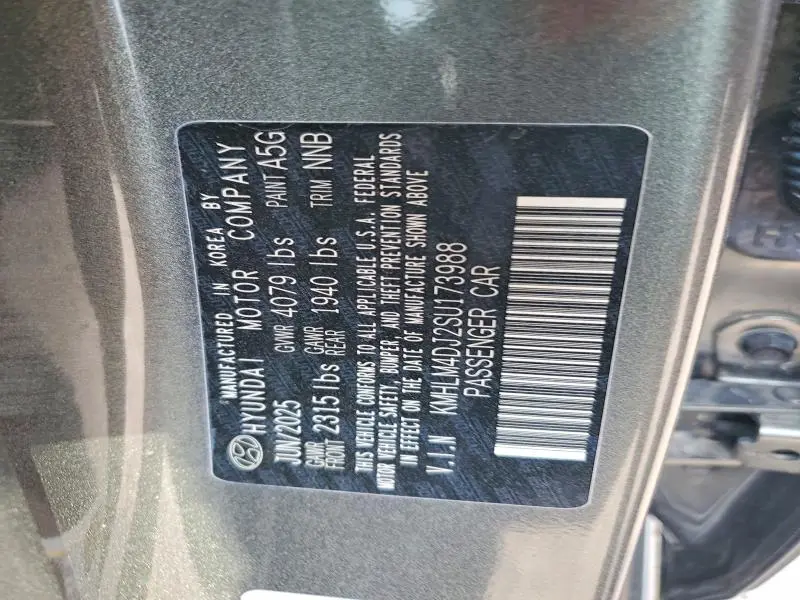 MANUFACTURED IN KOREA BY
HYUNDAI MOTOR COMPANY
JUN/2025 GVWR 4079 lbs PAINT A5G
GAWR FRONT 2315 lbs GAWR REAR 1940 lbs TRIM NNB
THIS VEHICLE CONFORMS TO ALL APPLICABLE U.S.A. FEDERAL
MOTOR VEHICLE SAFETY, BUMPER, AND THEFT PREVENTION STANDARDS
IN EFFECT ON THE DATE OF MANUFACTURE SHOWN ABOVE
V.I.N KMHLM4DJ2SU173988
PASSENGER CAR